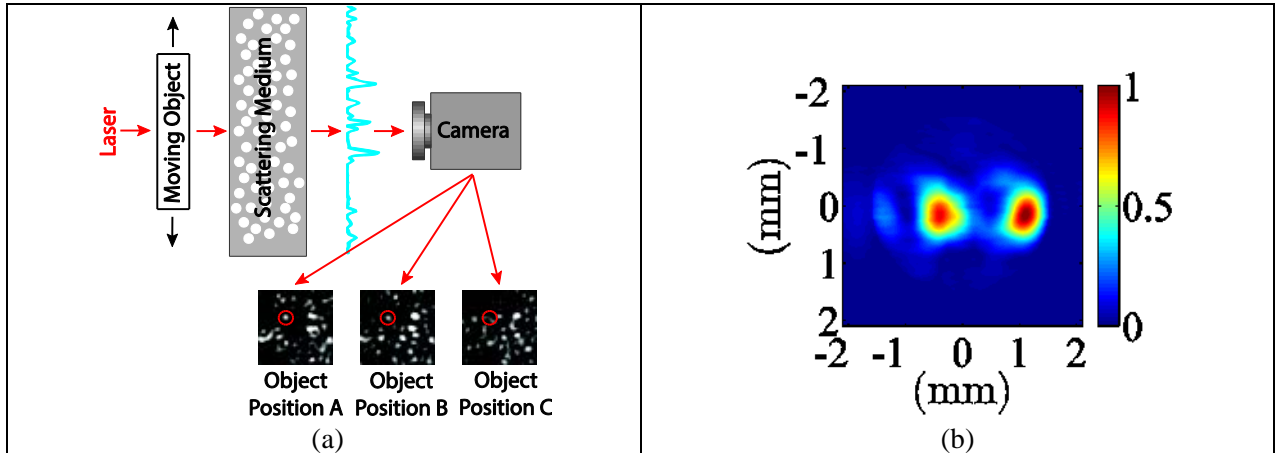 Laser
Moving Object
Scattering Medium
Camera
Object
Position A
Object
Position B
Object
Position C
(a)
-2
-1
0
1
2
(mm)
-2 -1 0 1 2
(mm)
1
0.5
0
(b)